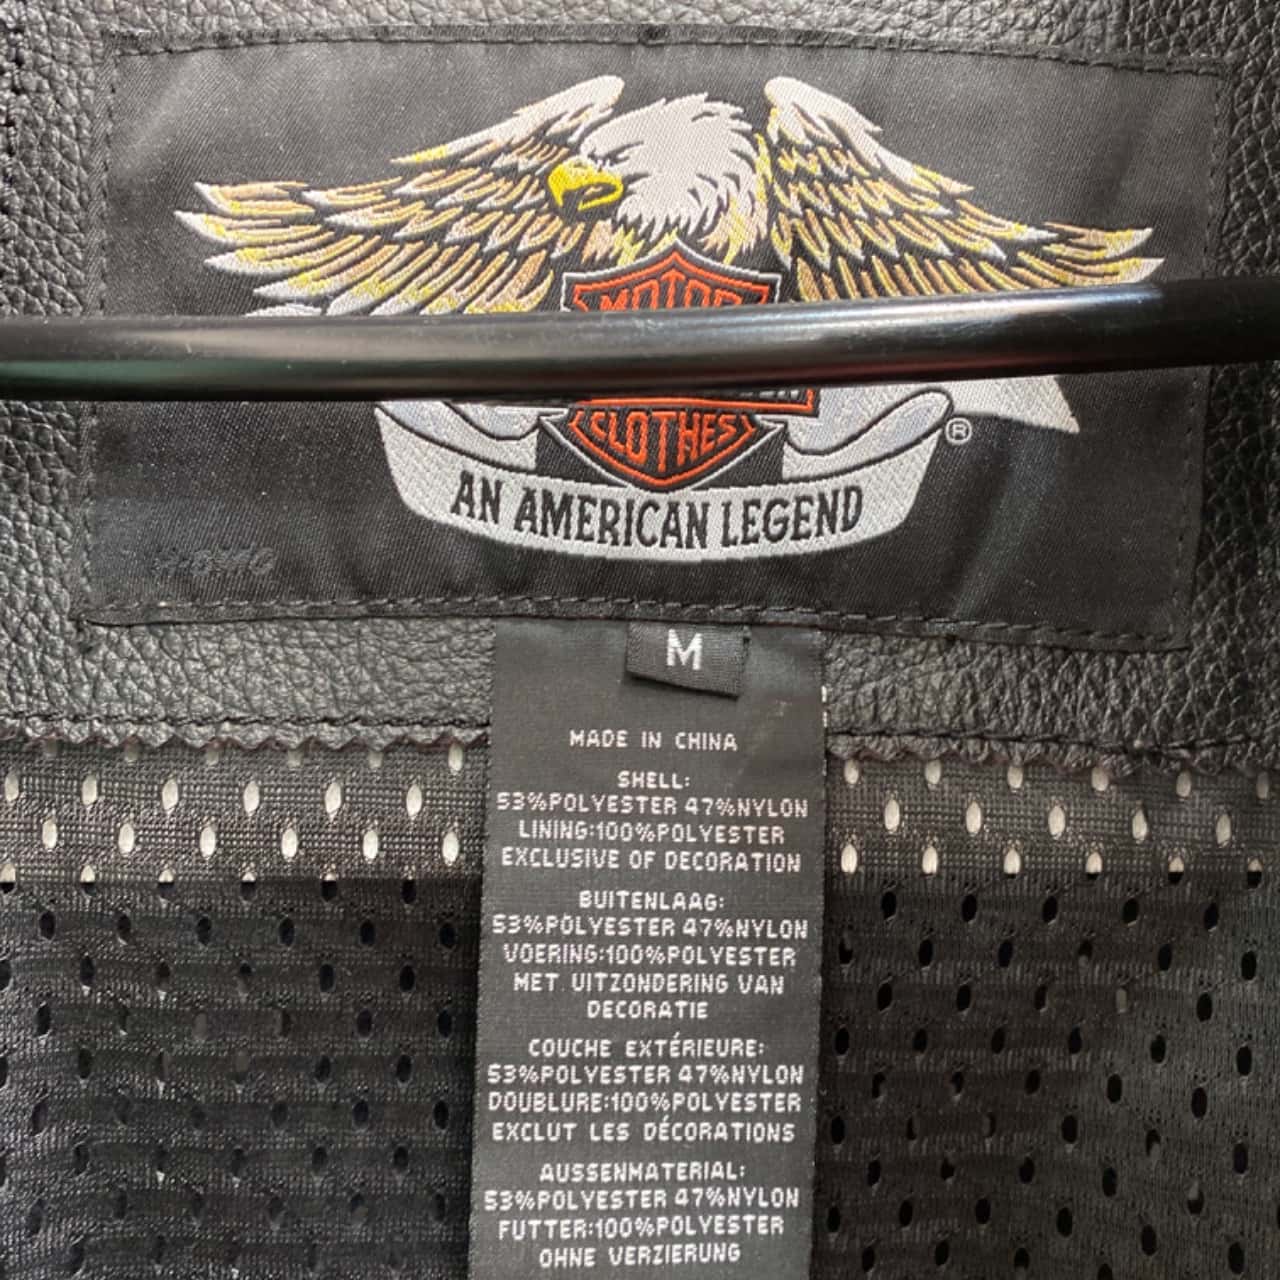 MOTOR
CLOTHES
®
AN AMERICAN LEGEND
M
MADE IN CHINA
SHELL:
53%POLYESTER 47%NYLON
LINING:100%POLYESTER
EXCLUSIVE OF DECORATION
BUITENLAAG:
53%POLYESTER 47%NYLON
VOERING:100%POLYESTER
MET UITZONDERING VAN
DECORATIE
COUCHE EXTÉRIEURE:
53%POLYESTER 47%NYLON
DOUBLURE:100%POLYESTER
EXCLUT LES DÉCORATIONS
AUSSENMATERIAL:
53%POLYESTER 47%NYLON
FUTTER:100%POLYESTER
OHNE VERZIERUNG